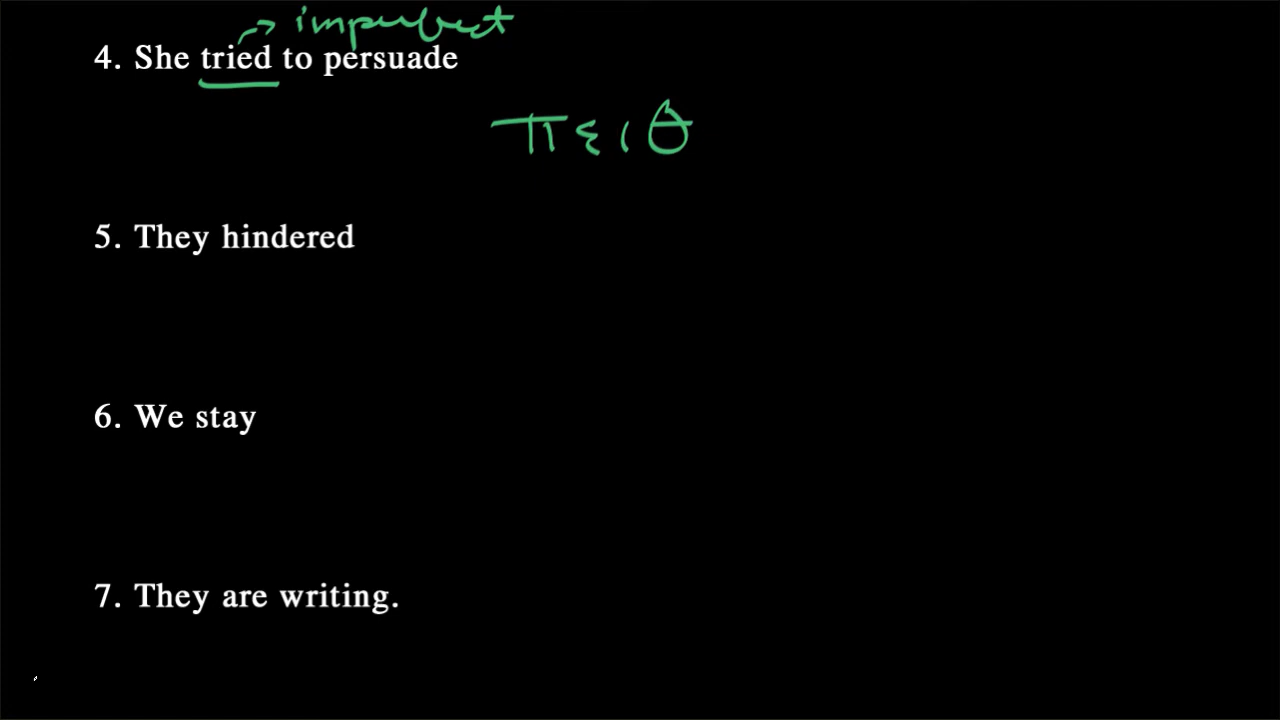 → imperfect
4. She tried to persuade
πειθ
5. They hindered
6. We stay
7. They are writing.